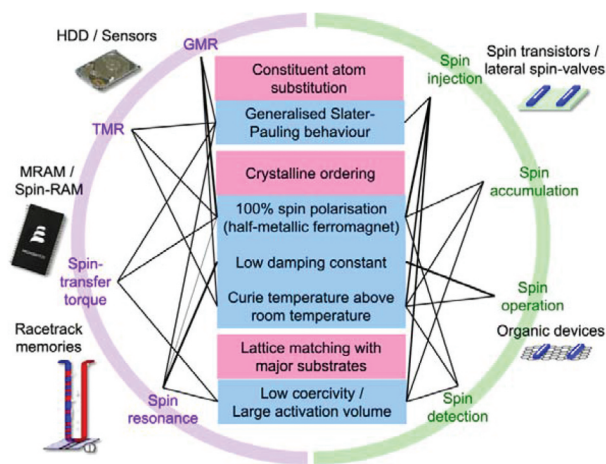 HDD / Sensors
GMR
TMR
MRAM /
Spin-RAM
Spin-
transfer
torque
Racetrack
memories
Spin
resonance
Constituent atom
substitution
Generalised Slater-
Pauling behaviour
Crystalline ordering
100% spin polarisation
(half-metallic ferromagnet)
Low damping constant
Curie temperature above
room temperature
Lattice matching with
major substrates
Low coercivity /
Large activation volume
Spin
injection
Spin transistors /
lateral spin-valves
Spin
accumulation
Spin
operation
Organic devices
Spin
detection